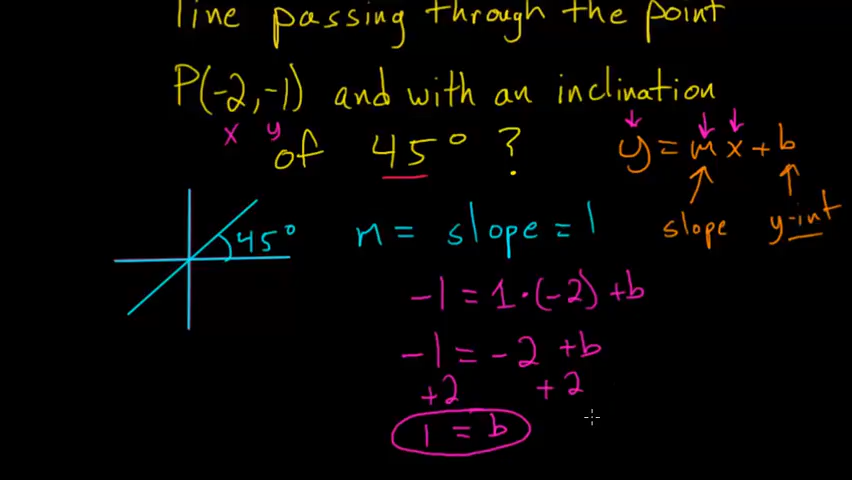 line passing through the point
P(-2,-1) and with an inclination
x y
of 45° ?
y = mx + b
slope
y-int
45°
m = slope = 1
-1 = 1·(-2) + b
-1 = -2 + b
+2 +2
1 = b